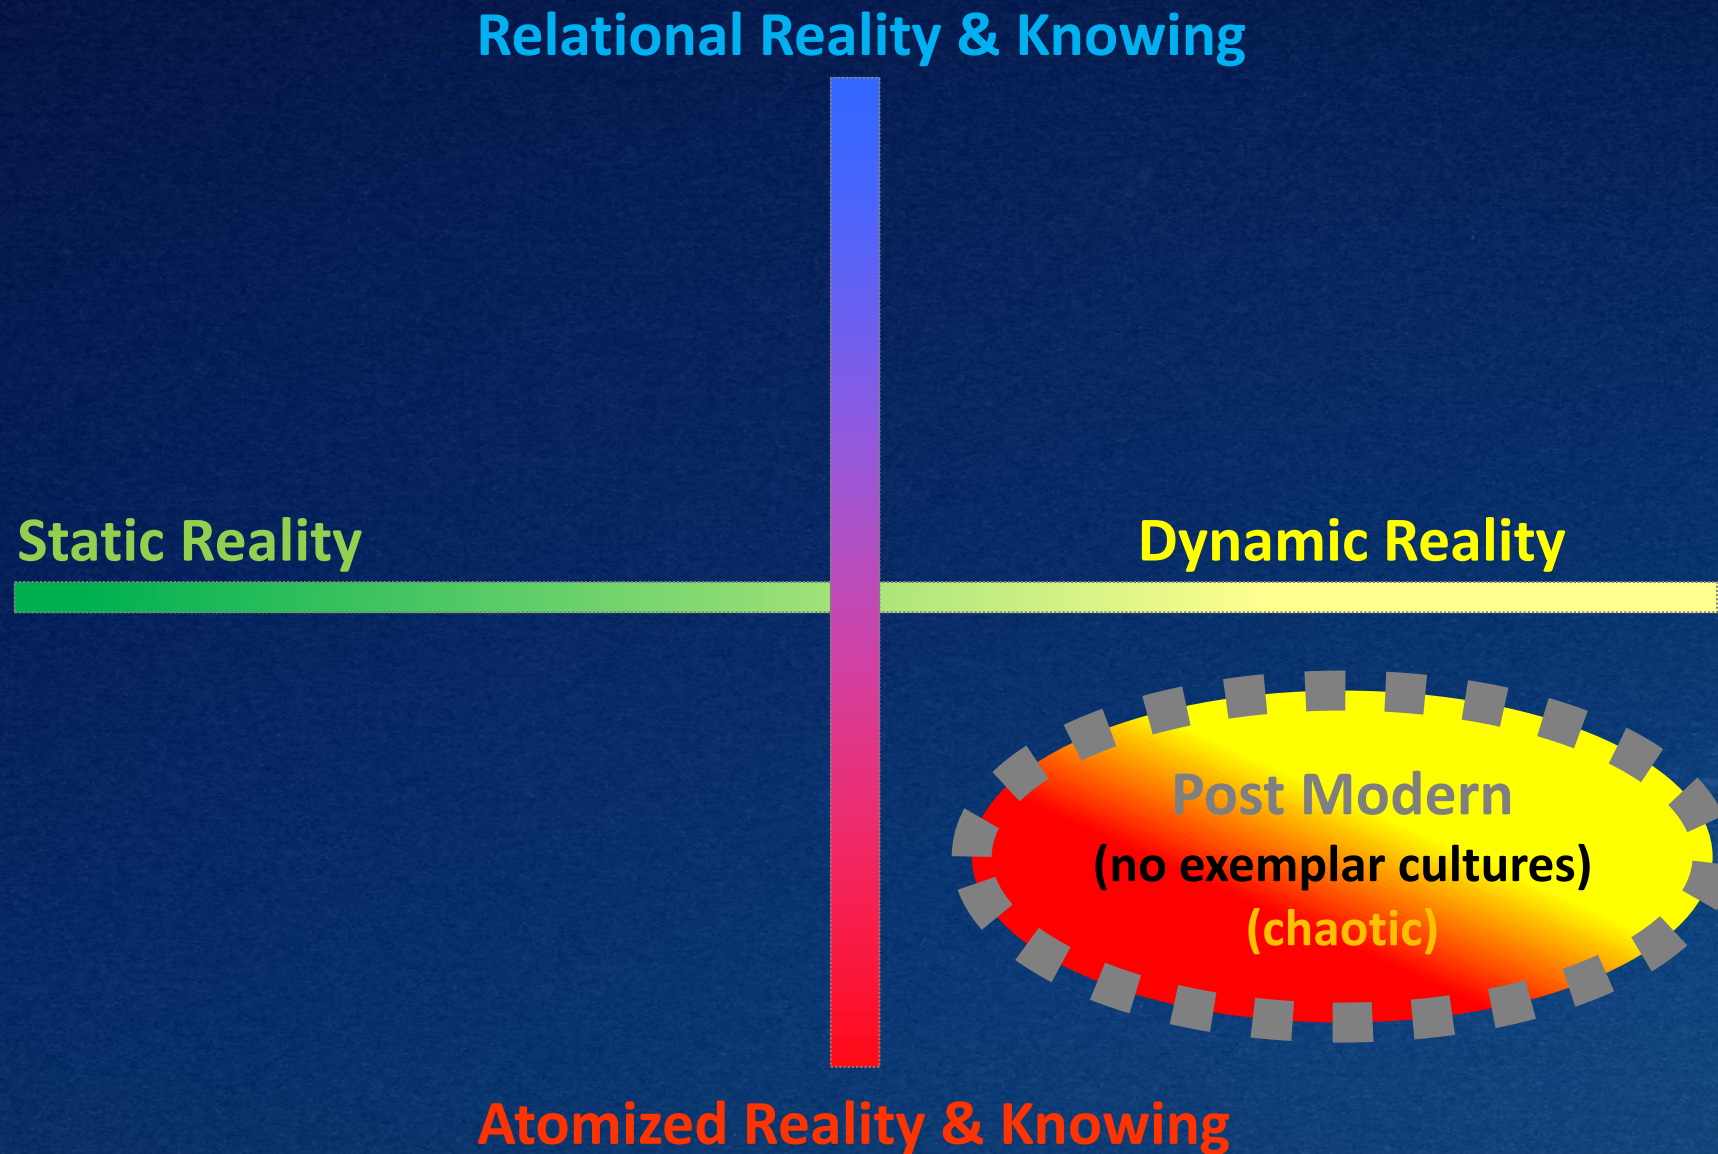 Relational Reality & Knowing
Static Reality
Dynamic Reality
Post Modern
(no exemplar cultures)
(chaotic)
Atomized Reality & Knowing